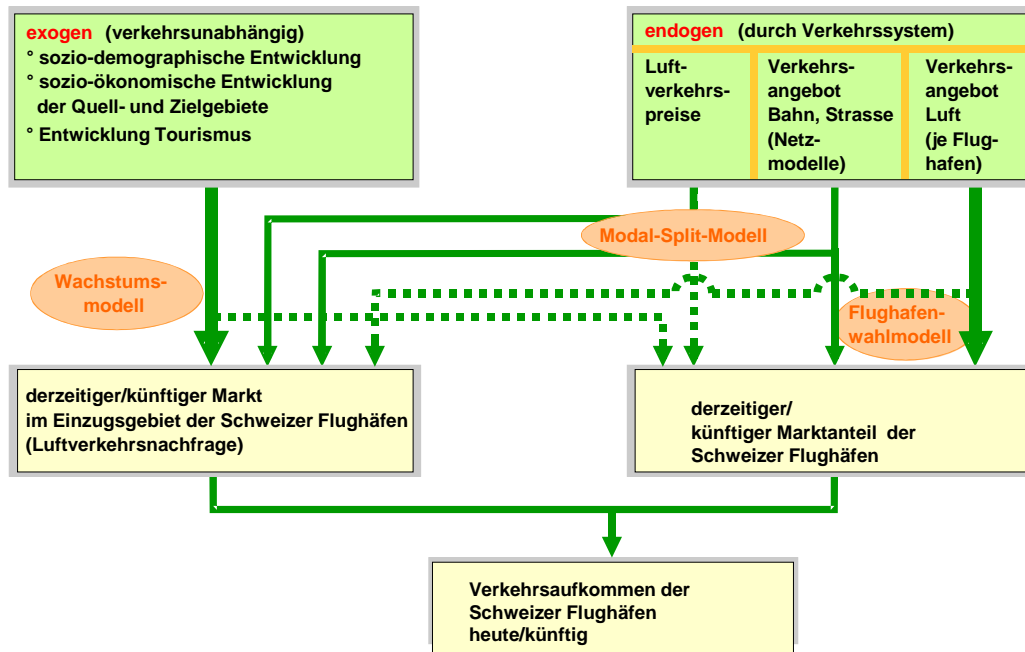 exogen (verkehrsunabhängig)
° sozio-demographische Entwicklung
° sozio-ökonomische Entwicklung
der Quell- und Zielgebiete
° Entwicklung Tourismus
endogen (durch Verkehrssystem)
Luft-
verkehrs-
preise
Verkehrs-
angebot
Bahn, Strasse
(Netz-
modelle)
Verkehrs-
angebot
Luft
(je Flug-
hafen)
Modal-Split-Modell
Wachstums-
modell
Flughafen-
wahlmodell
derzeitiger/künftiger Markt
im Einzugsgebiet der Schweizer Flughäfen
(Luftverkehrsnachfrage)
derzeitiger/
künftiger Marktanteil der
Schweizer Flughäfen
Verkehrsaufkommen der
Schweizer Flughäfen
heute/künftig